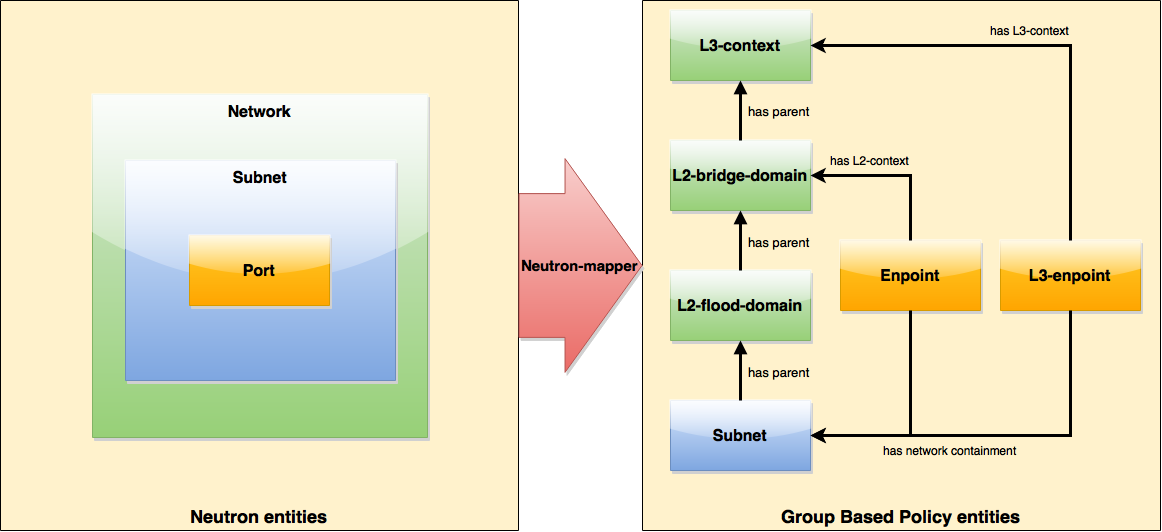 Network
Subnet
Port
Neutron entities
Neutron-mapper
L3-context
has L3-context
has parent
L2-bridge-domain
has L2-context
has parent
Enpoint
L3-enpoint
L2-flood-domain
has parent
Subnet
has network containment
Group Based Policy entities